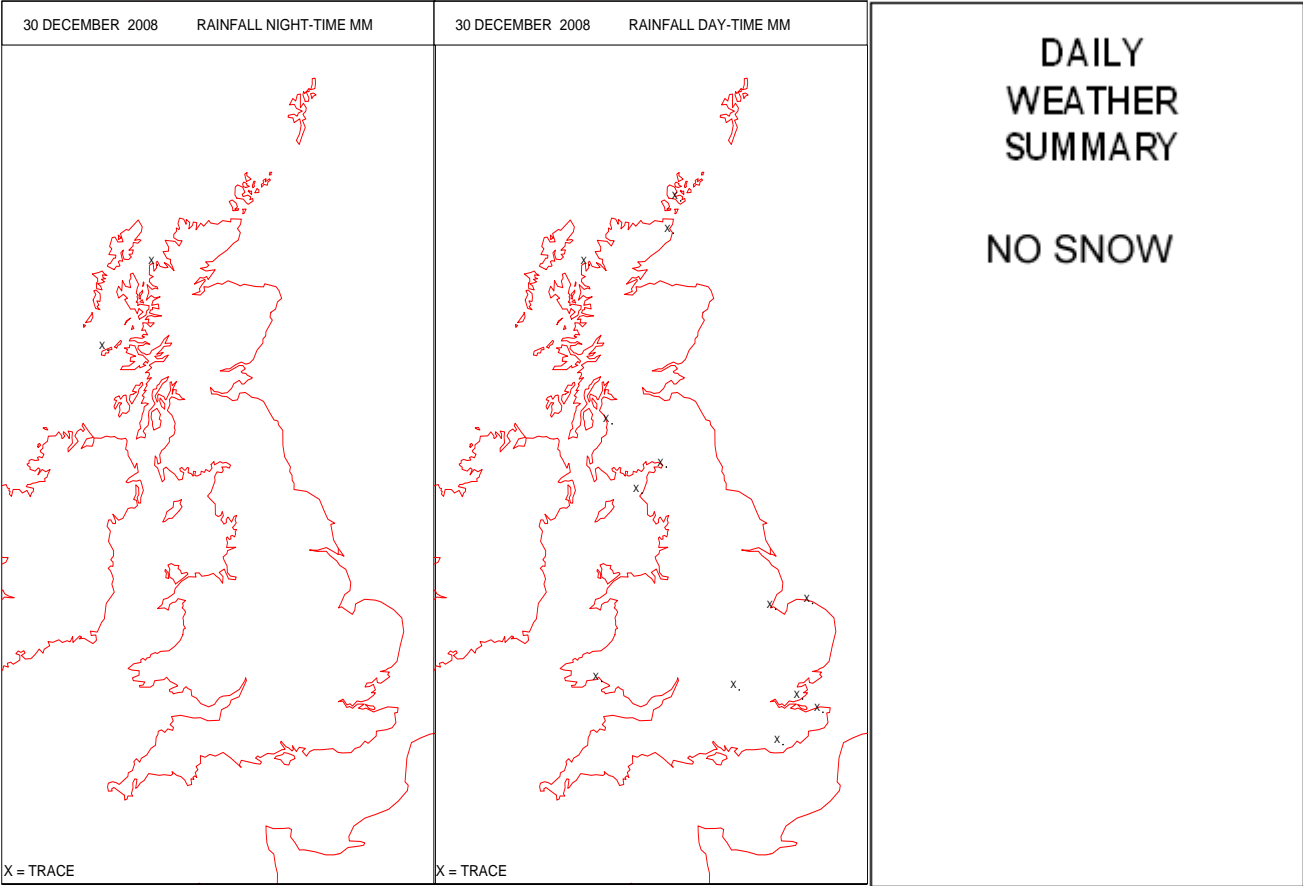 30 DECEMBER 2008 RAINFALL NIGHT-TIME MM
X
X
X = TRACE
30 DECEMBER 2008 RAINFALL DAY-TIME MM
X
X
X
X
X
X
X
X
X
X
X
X
X
X = TRACE
DAILY
WEATHER
SUMMARY
NO SNOW